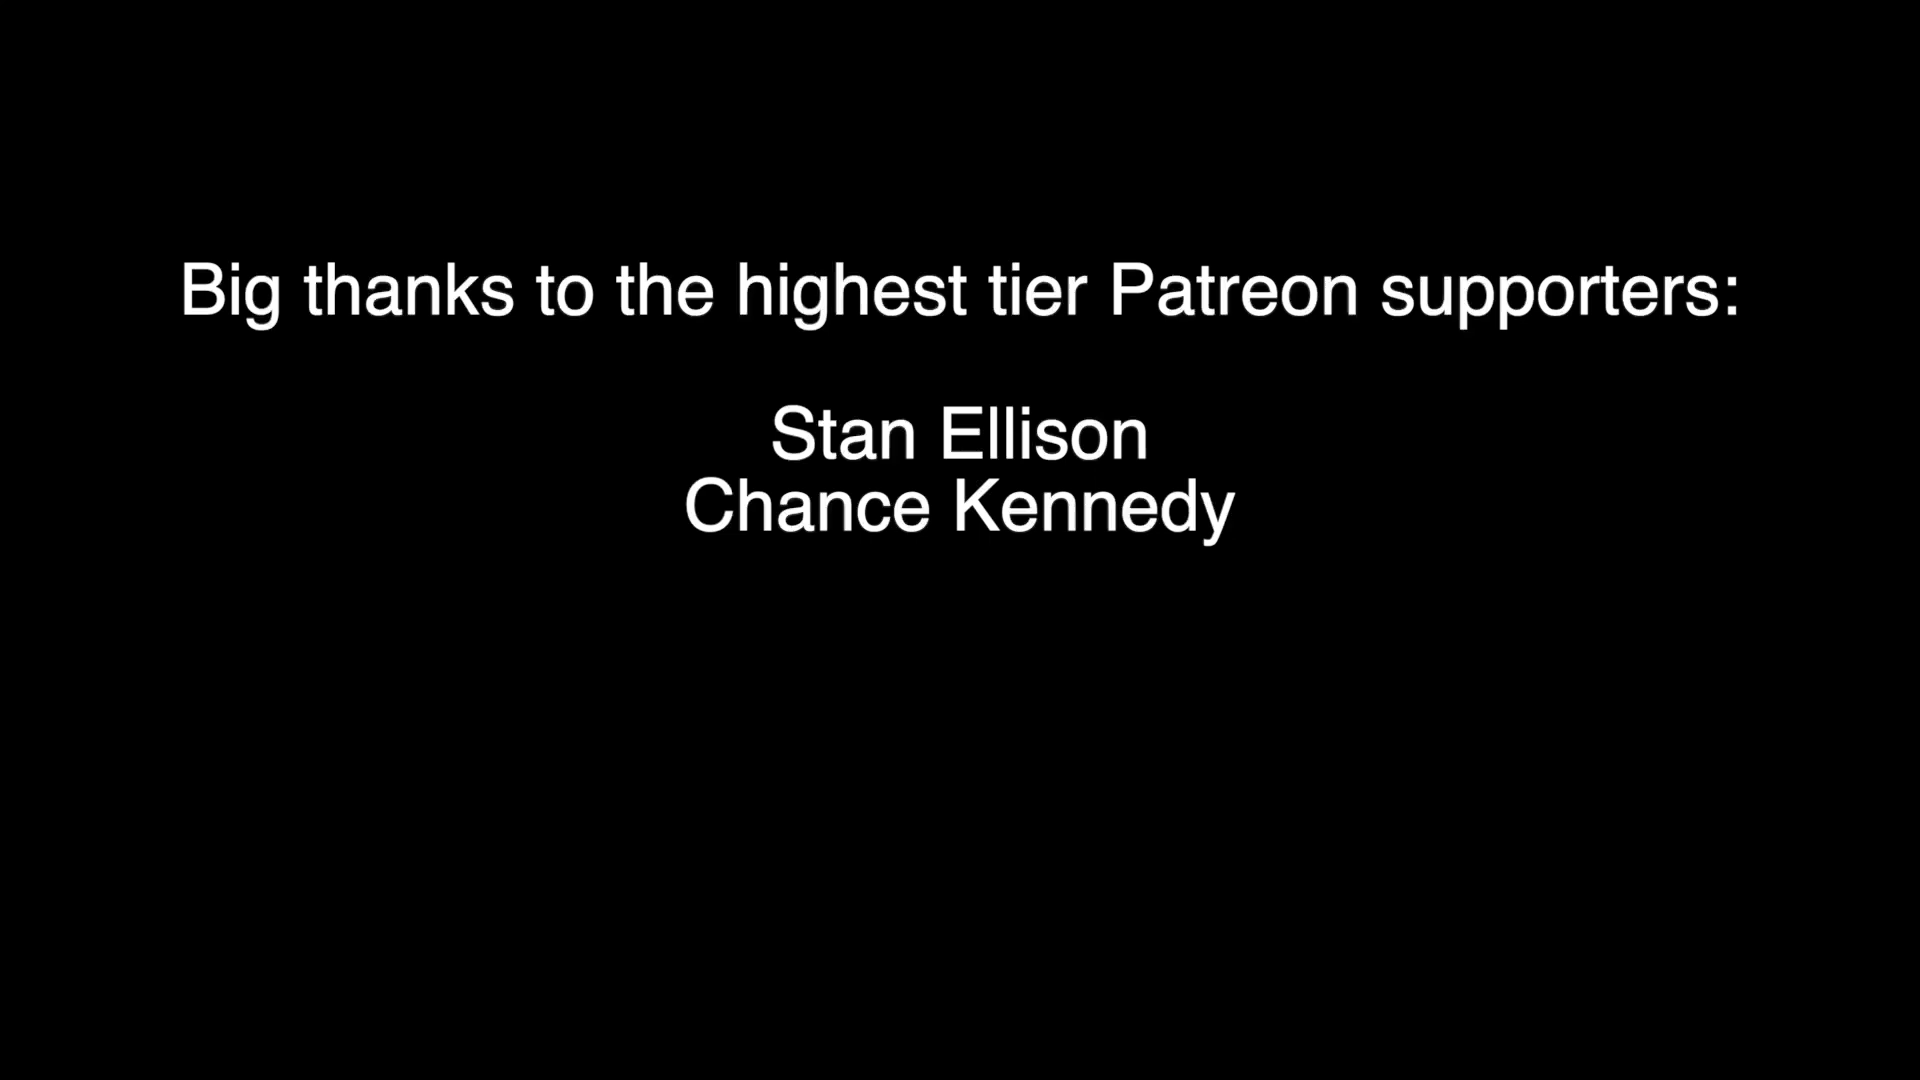 Big thanks to the highest tier Patreon supporters:
Stan Ellison
Chance Kennedy